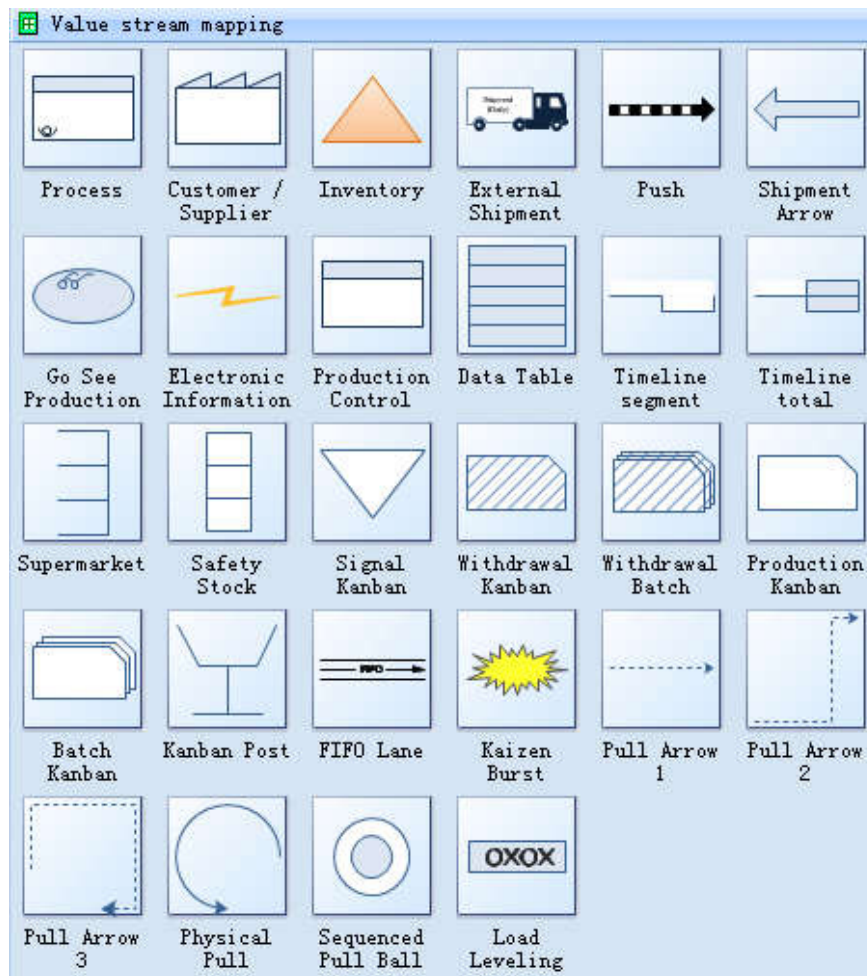 Value stream mapping
Shipment
(Daily)
Process
Customer /
Supplier
Inventory
External
Shipment
Push
Shipment
Arrow
Go See
Production
Electronic
Information
Production
Control
Data Table
Timeline
segment
Timeline
total
Supermarket
Safety
Stock
Signal
Kanban
Withdrawal
Kanban
Withdrawal
Batch
Production
Kanban
FIFO
Batch
Kanban
Kanban Post
FIFO Lane
Kaizen
Burst
Pull Arrow
1
Pull Arrow
2
OXOX
Pull Arrow
3
Physical
Pull
Sequenced
Pull Ball
Load
Leveling